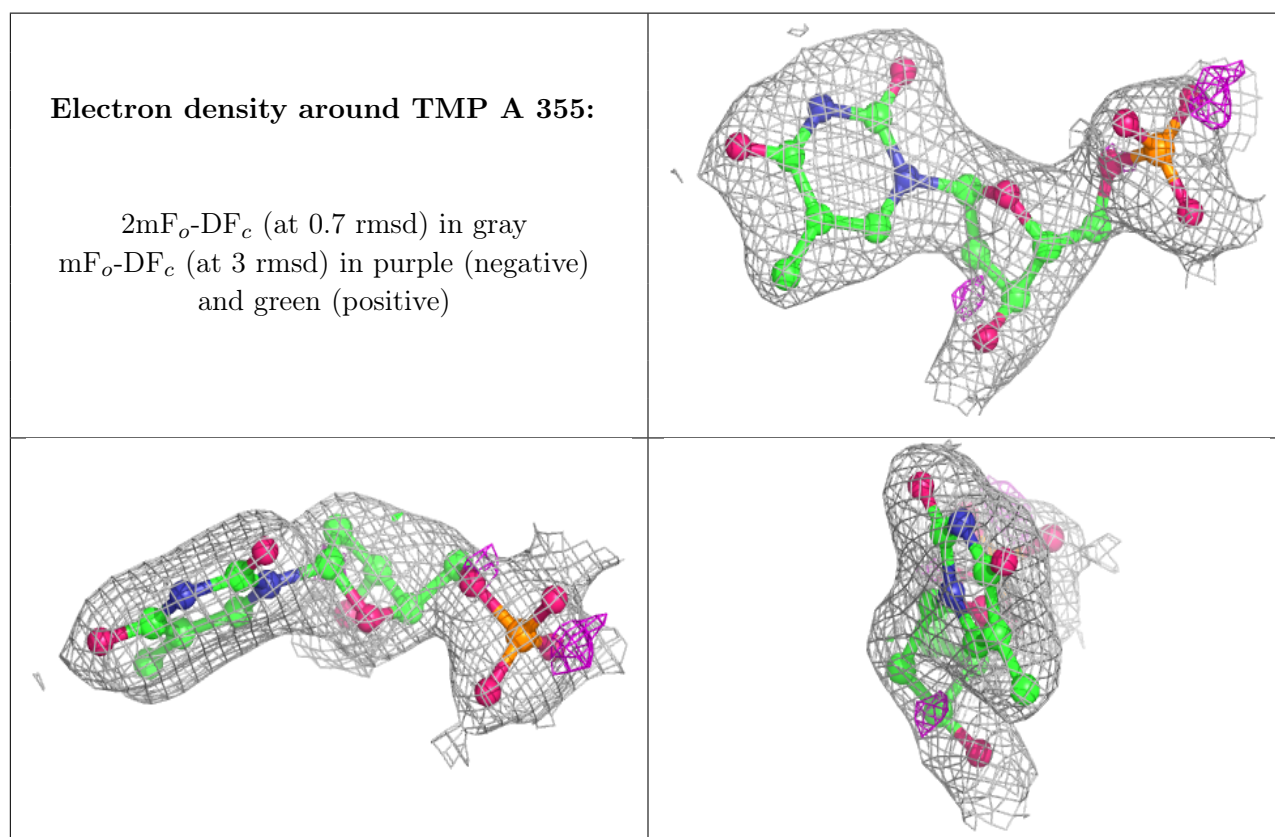 Electron density around TMP A 355:
2mFₒ-DF𝒸 (at 0.7 rmsd) in gray
mFₒ-DF𝒸 (at 3 rmsd) in purple (negative)
and green (positive)